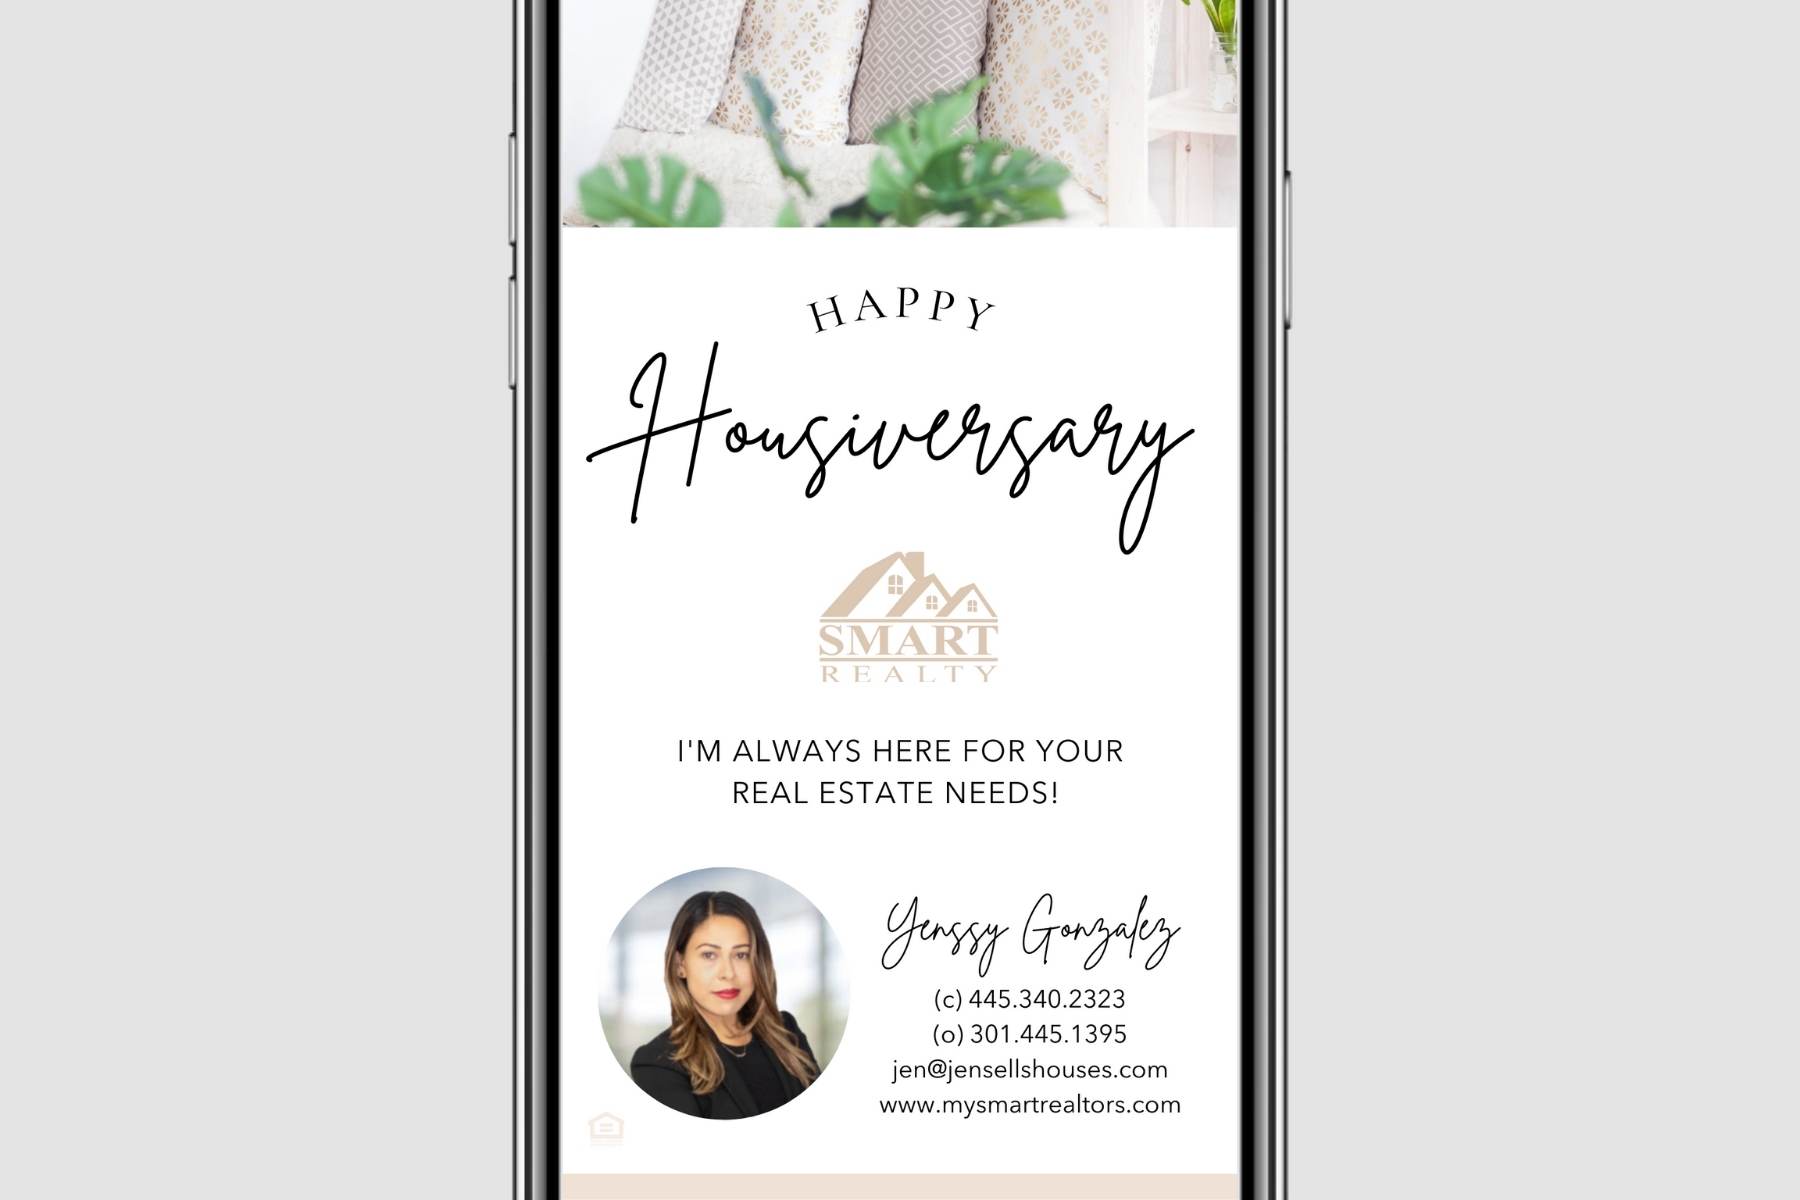 HAPPY
Housiversary
SMART
REALTY
I'M ALWAYS HERE FOR YOUR
REAL ESTATE NEEDS!
Yenssy Gonzalez
(c) 445.340.2323
(o) 301.445.1395
jen@jensellshouses.com
www.mysmartrealtors.com